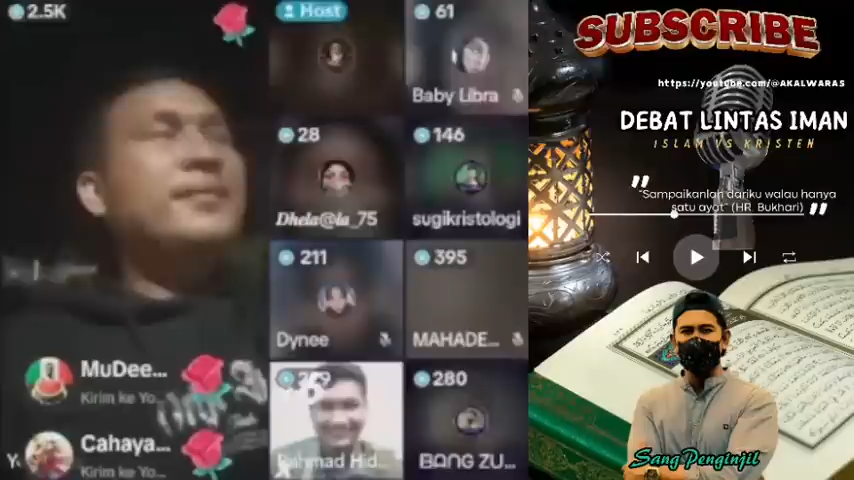 2.5K
Host
61
Baby Libra
28
Dhela@la_75
146
sugikristologi
211
Dynee
395
MAHADE...
280
BANG ZU...
MuDee...
Kirim ke Yo...
Cahaya...
Kirim ke Yo...
SUBSCRIBE
https://youtube.com/@AKALWARAS
DEBAT LINTAS IMAN
ISLAM VS KRISTEN
"Sampaikanlah dariku walau hanya
satu ayat" (HR. Bukhari)
Sang Penginjil